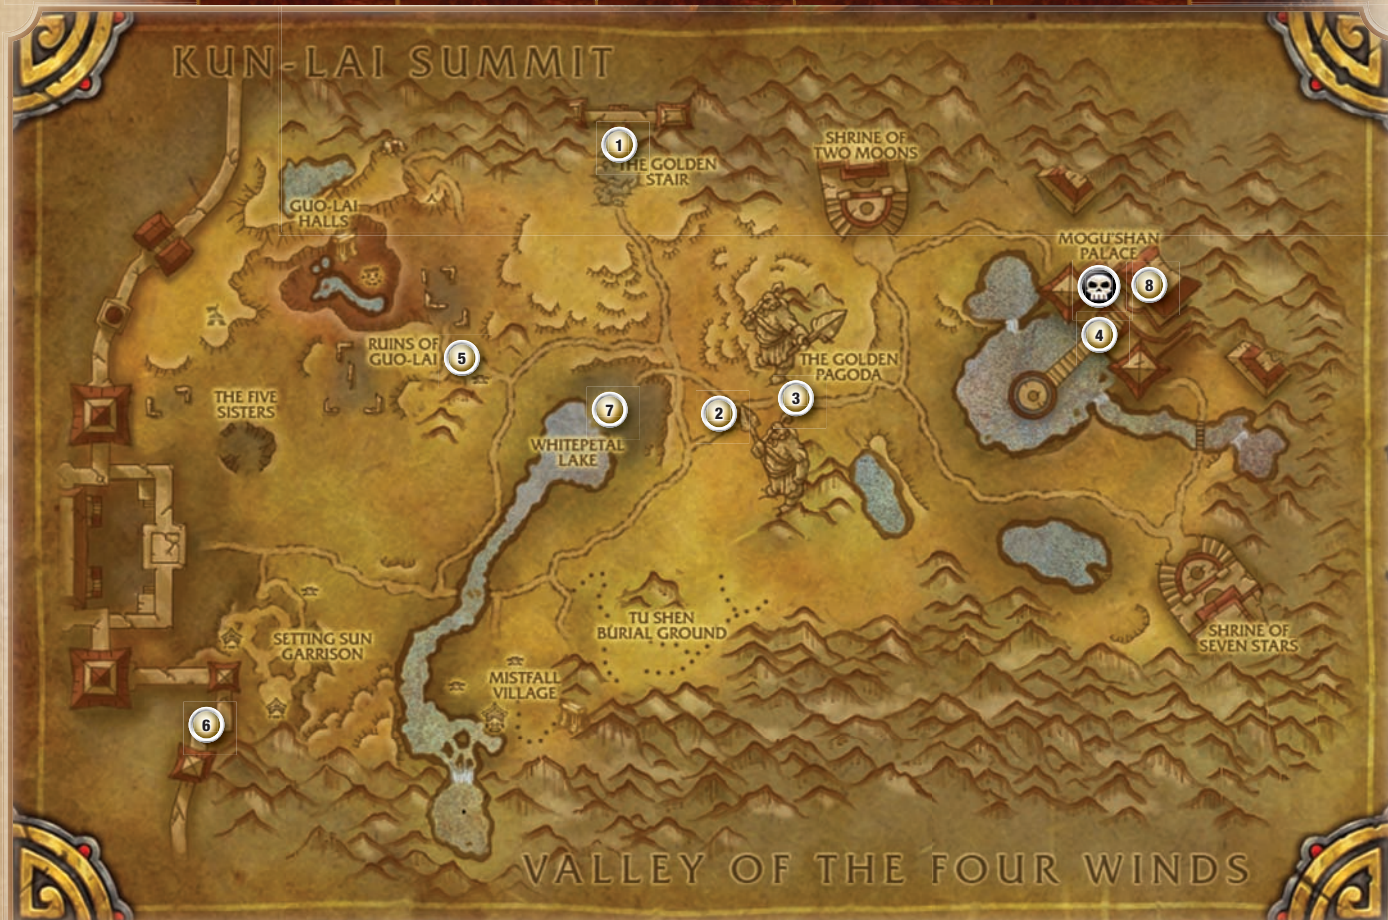 KUN-LAI SUMMIT
1
THE GOLDEN
STAIR
SHRINE OF
TWO MOONS
GUO-LAI
HALLS
MOGU'SHAN
PALACE
8
4
RUINS OF
GUO-LAI
5
THE GOLDEN
PAGODA
3
2
7
THE FIVE
SISTERS
WHITEPETAL
LAKE
TU SHEN
BURIAL GROUND
SETTING SUN
GARRISON
SHRINE OF
SEVEN STARS
MISTFALL
VILLAGE
6
VALLEY OF THE FOUR WINDS